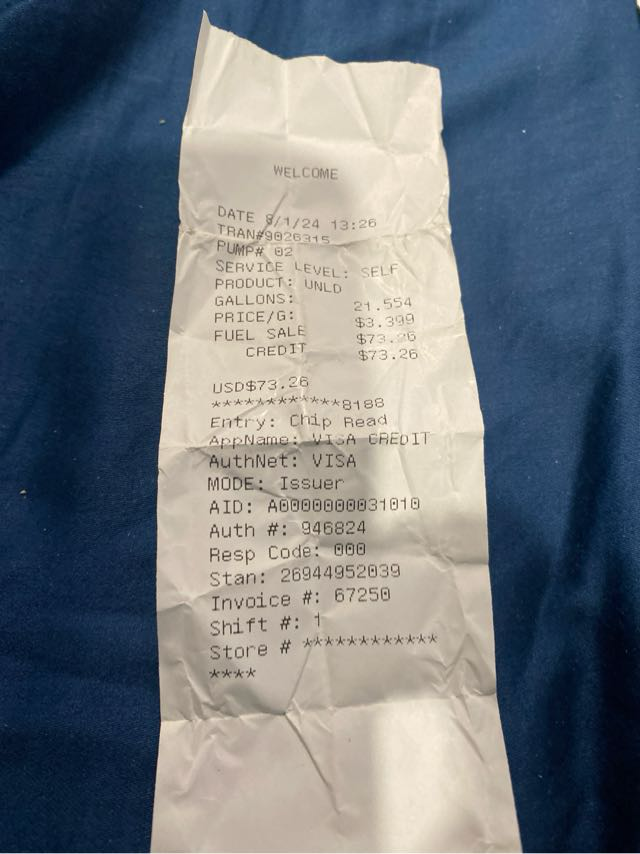 WELCOME
DATE 8/1/24 13:26
TRAN#9026315
PUMP# 02
SERVICE LEVEL: SELF
PRODUCT: UNLD
GALLONS: 21.554
PRICE/G: $3.399
FUEL SALE $73.26
CREDIT $73.26
USD$73.26
************8188
Entry: Chip Read
AppName: VISA CREDIT
AuthNet: VISA
MODE: Issuer
AID: A0000000031010
Auth #: 946824
Resp Code: 000
Stan: 26944952039
Invoice #: 67250
Shift #: 1
Store # ************
****